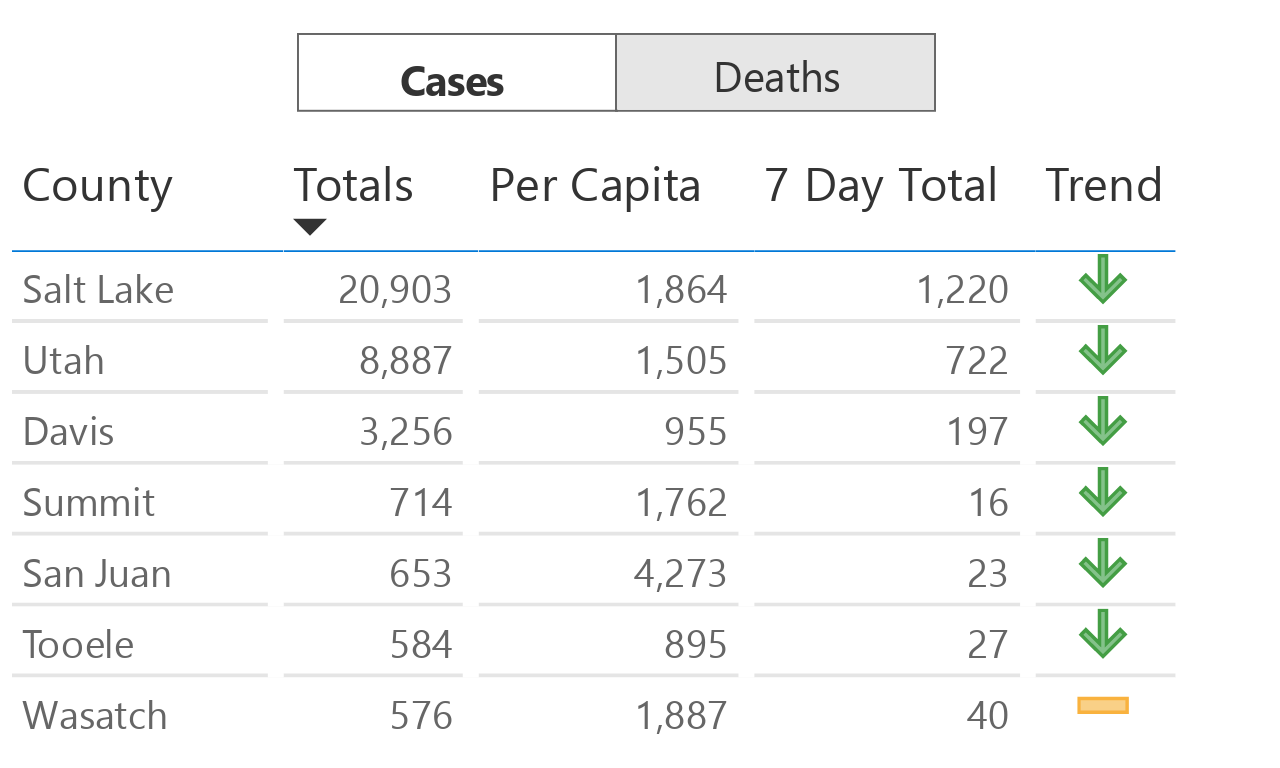 Cases Deaths
County Totals Per Capita 7 Day Total Trend
Salt Lake 20,903 1,864 1,220
Utah 8,887 1,505 722
Davis 3,256 955 197
Summit 714 1,762 16
San Juan 653 4,273 23
Tooele 584 895 27
Wasatch 576 1,887 40